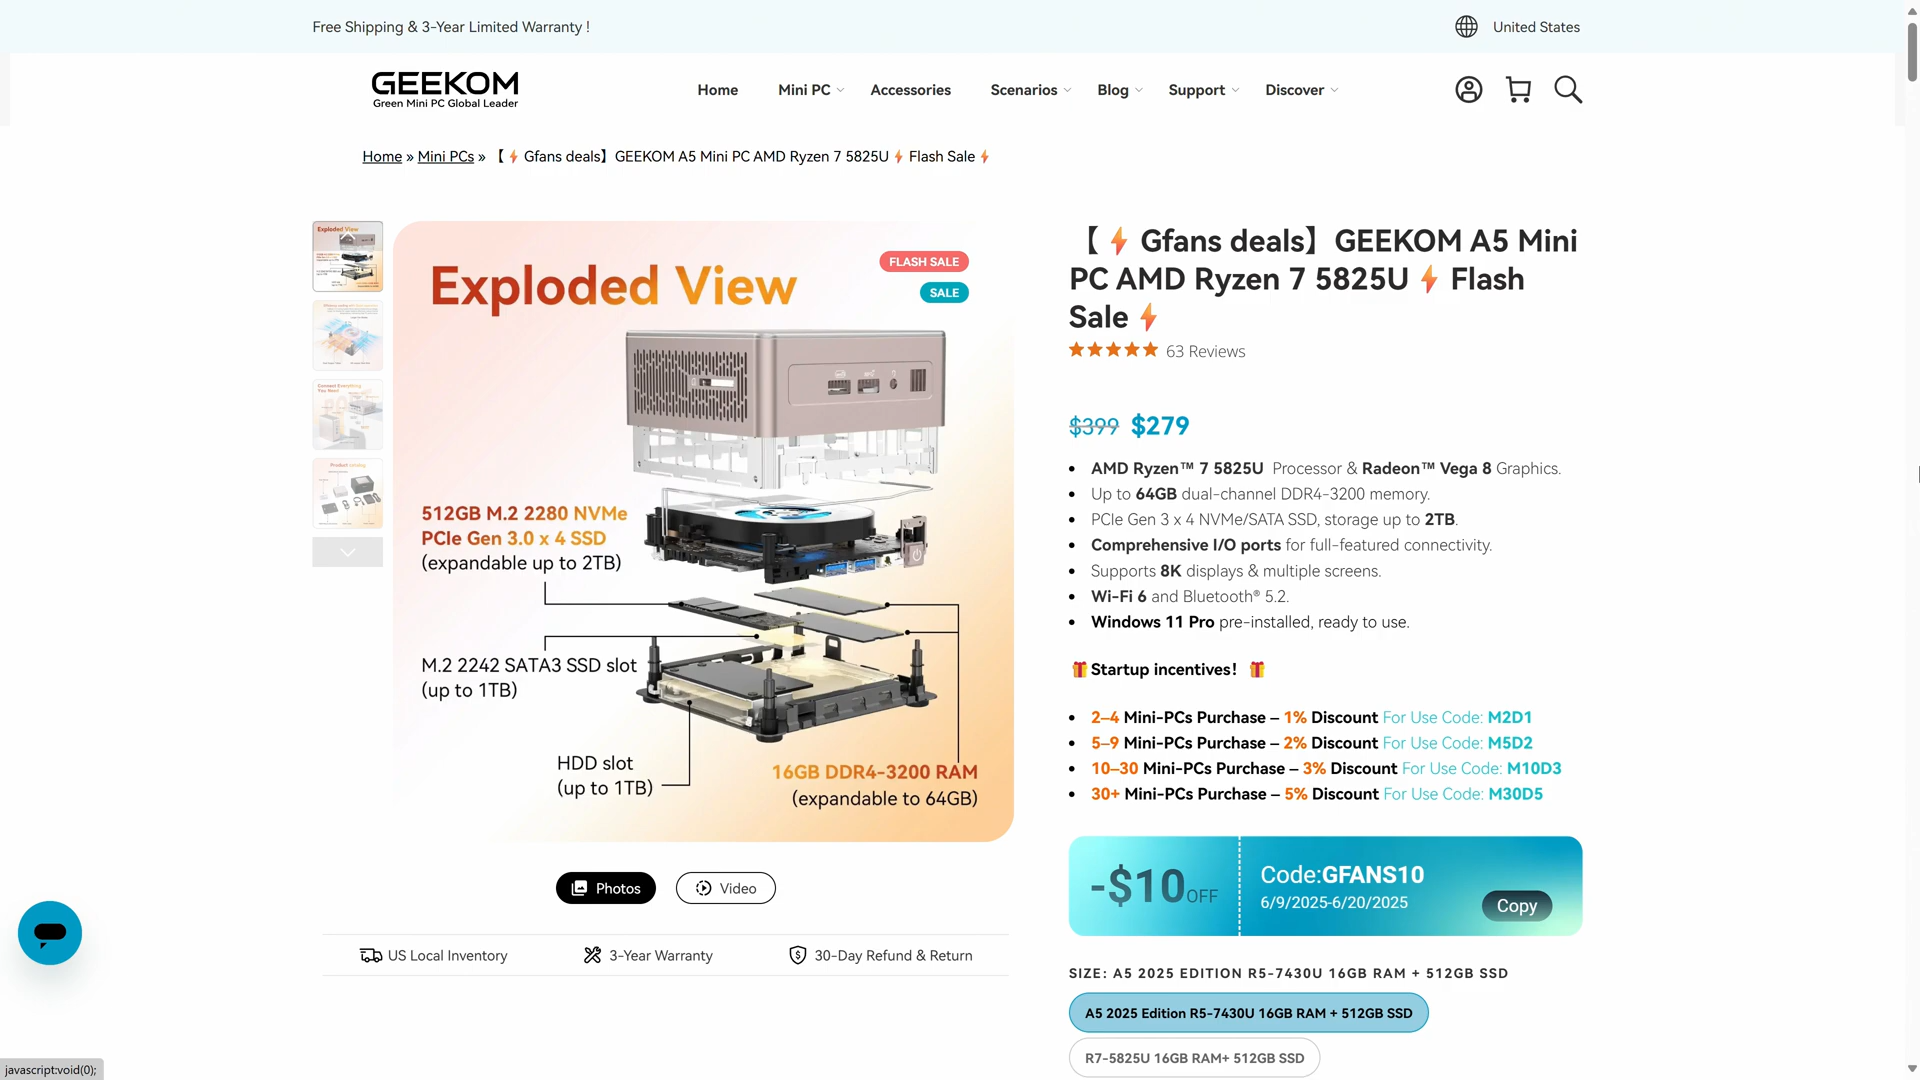 Free Shipping & 3-Year Limited Warranty !
United States
GEEKOM
Green Mini PC Global Leader
Home
Mini PC
Accessories
Scenarios
Blog
Support
Discover
Home » Mini PCs » 【⚡Gfans deals】GEEKOM A5 Mini PC AMD Ryzen 7 5825U⚡Flash Sale⚡
Exploded View
FLASH SALE
SALE
512GB M.2 2280 NVMe
PCIe Gen 3.0 x 4 SSD
(expandable up to 2TB)
M.2 2242 SATA3 SSD slot
(up to 1TB)
HDD slot
(up to 1TB)
16GB DDR4-3200 RAM
(expandable to 64GB)
Photos
Video
US Local Inventory
3-Year Warranty
30-Day Refund & Return
【⚡Gfans deals】GEEKOM A5 Mini
PC AMD Ryzen 7 5825U⚡Flash
Sale⚡
63 Reviews
$399 $279
AMD Ryzen™ 7 5825U Processor & Radeon™ Vega 8 Graphics.
Up to 64GB dual-channel DDR4-3200 memory.
PCIe Gen 3 x 4 NVMe/SATA SSD, storage up to 2TB.
Comprehensive I/O ports for full-featured connectivity.
Supports 8K displays & multiple screens.
Wi-Fi 6 and Bluetooth® 5.2.
Windows 11 Pro pre-installed, ready to use.
🎁Startup incentives！🎁
2–4 Mini-PCs Purchase – 1% Discount For Use Code: M2D1
5–9 Mini-PCs Purchase – 2% Discount For Use Code: M5D2
10–30 Mini-PCs Purchase – 3% Discount For Use Code: M10D3
30+ Mini-PCs Purchase – 5% Discount For Use Code: M30D5
-$10 OFF
Code:GFANS10
6/9/2025-6/20/2025
Copy
SIZE: A5 2025 EDITION R5-7430U 16GB RAM + 512GB SSD
A5 2025 Edition R5-7430U 16GB RAM + 512GB SSD
R7-5825U 16GB RAM+ 512GB SSD
javascript:void(0);